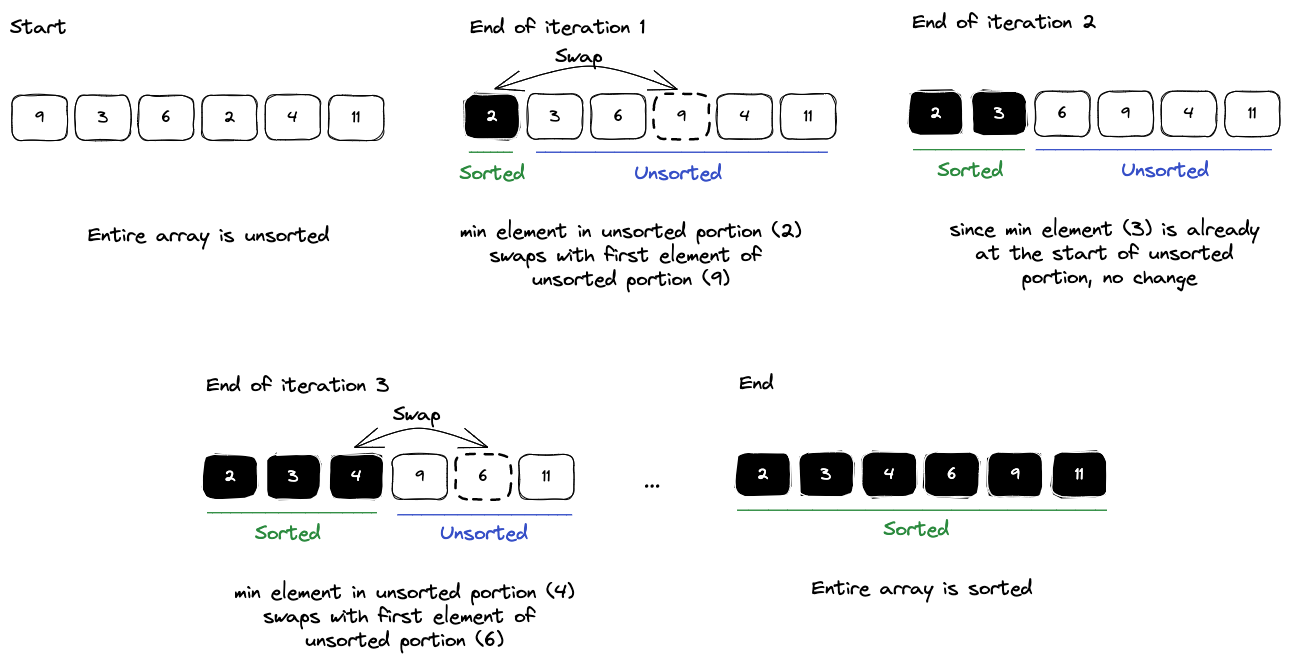 Start
9 3 6 2 4 11
Entire array is unsorted
End of iteration 1
Swap
2 3 6 9 4 11
Sorted Unsorted
min element in unsorted portion (2)
swaps with first element of
unsorted portion (9)
End of iteration 2
2 3 6 9 4 11
Sorted Unsorted
since min element (3) is already
at the start of unsorted
portion, no change
End of iteration 3
Swap
2 3 4 9 6 11
Sorted Unsorted
min element in unsorted portion (4)
swaps with first element of
unsorted portion (6)
...
End
2 3 4 6 9 11
Sorted
Entire array is sorted